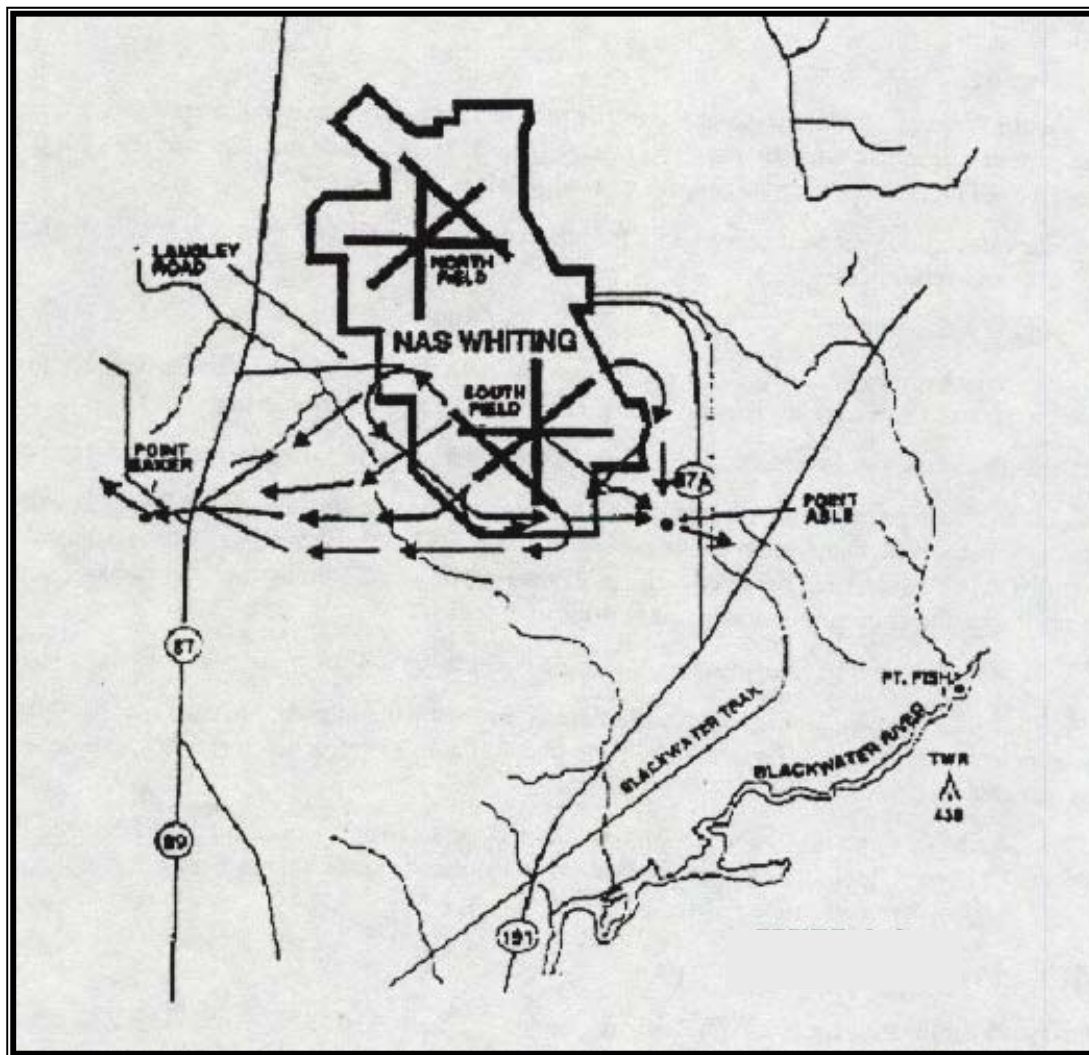 LANGLEY
ROAD
NORTH
FIELD
NAS WHITING
SOUTH
FIELD
POINT
BAKER
87A
POINT
ABLE
87
PT. FISH
BLACKWATER TRAIL
BLACKWATER RIVER
TWR
438
89
191